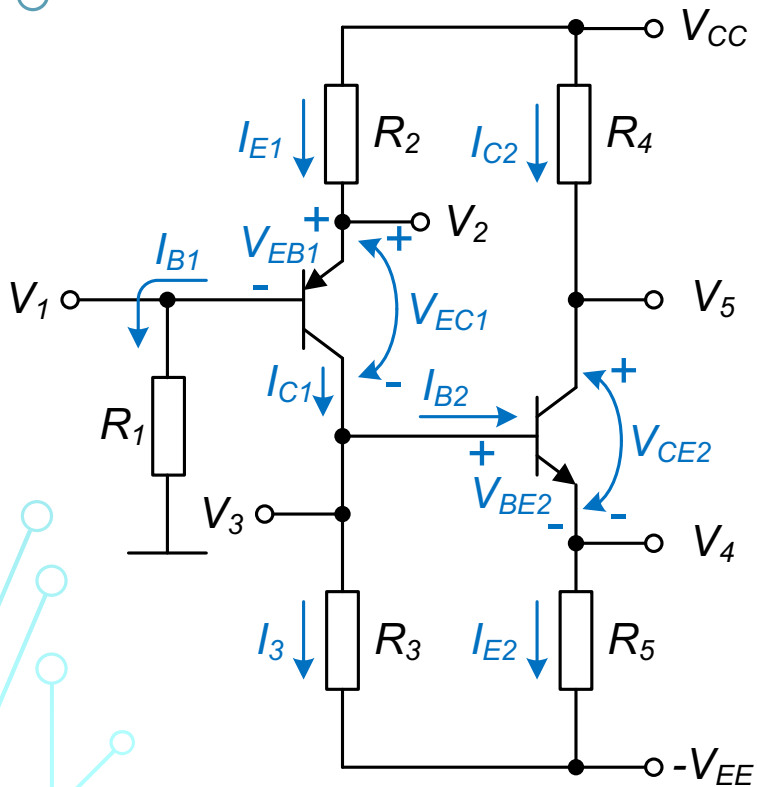 V_CC
I_E1
R_2
I_C2
R_4
+
V_2
V_EB1
+
I_B1
-
V_1
V_EC1
V_5
I_C1
-
I_B2
+
R_1
+
V_CE2
V_BE2
V_3
-
-
V_4
I_3
R_3
I_E2
R_5
-V_EE